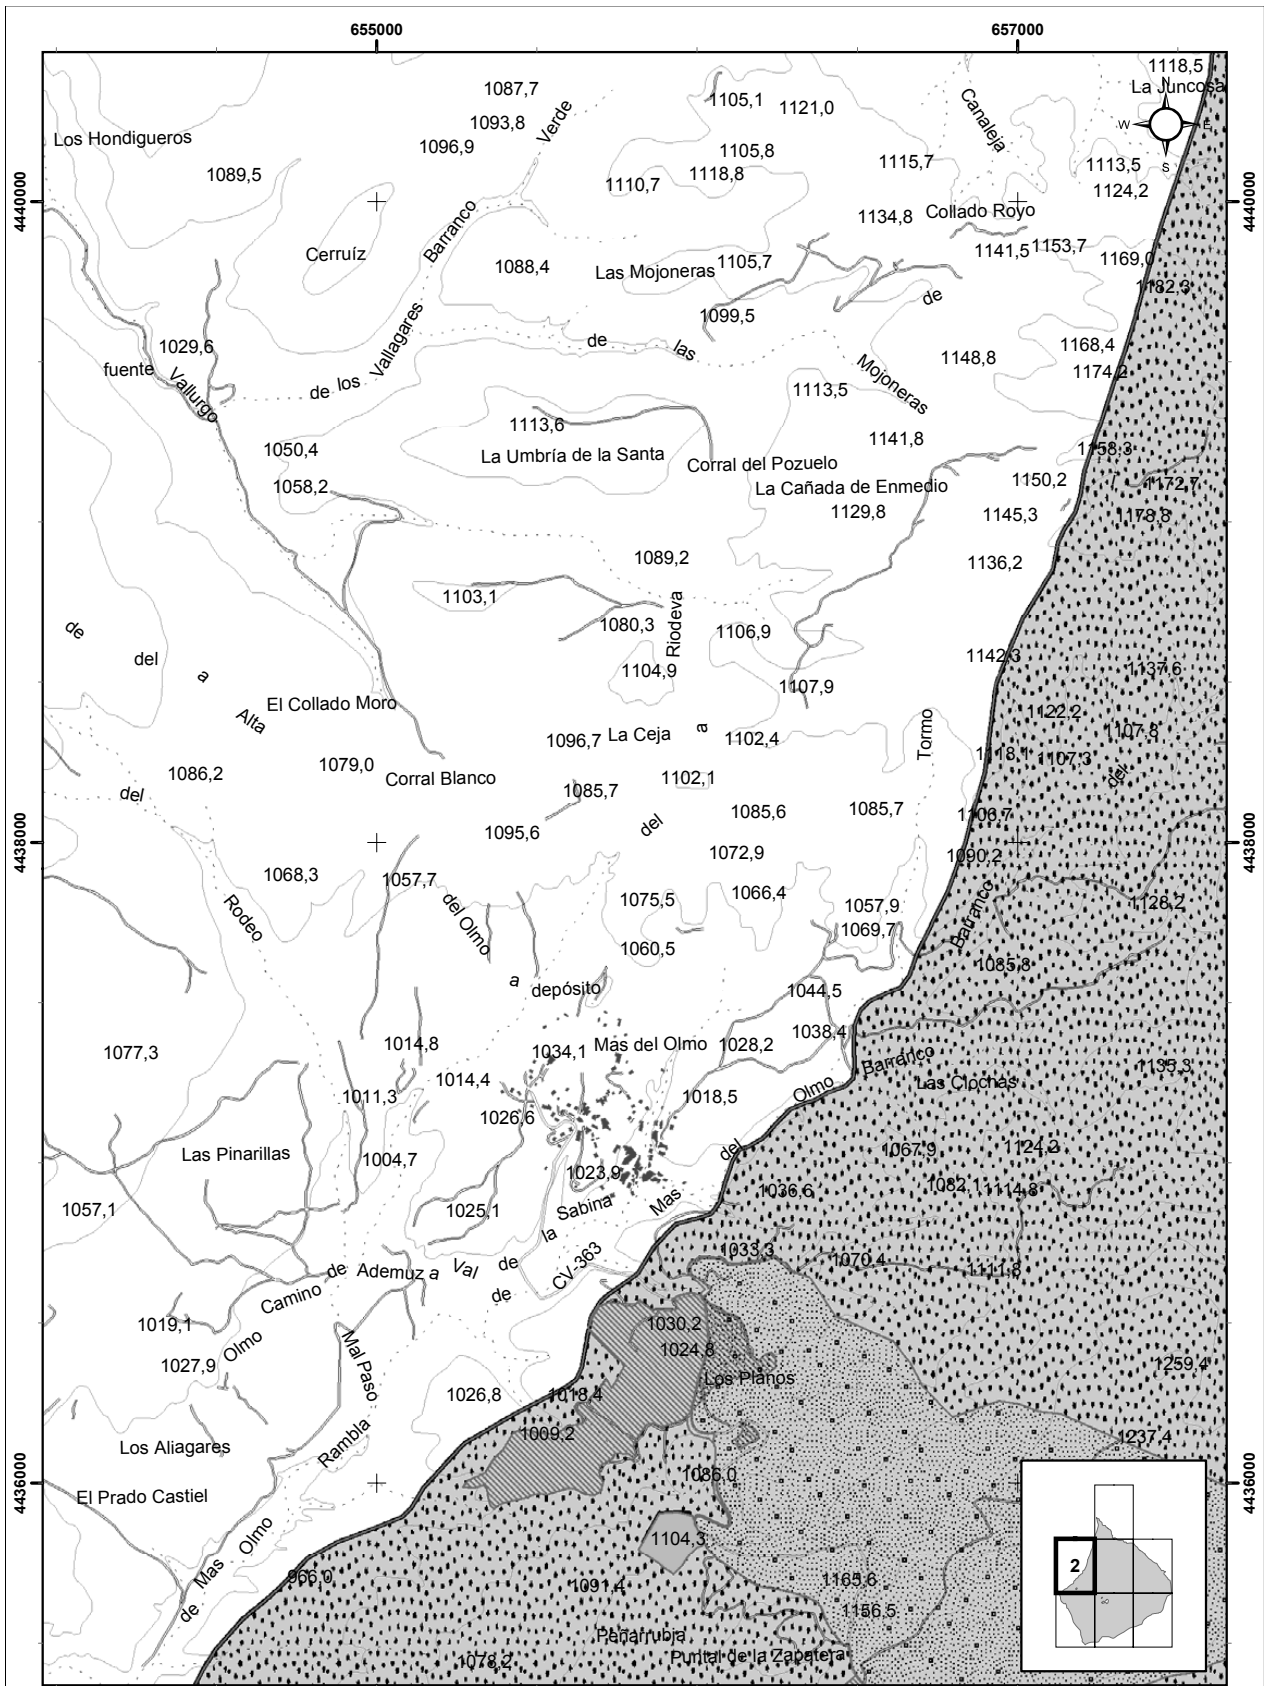 655000
657000
1118,5
La Juncosa
N
W
E
S
1087,7
1105,1
1121,0
Canaleja
1093,8
Verde
Los Hondigueros
1096,9
1105,8
1115,7
1113,5
1089,5
1110,7
1118,8
1124,2
4440000
4440000
1134,8
Collado Royo
Barranco
Cerruíz
1088,4
Las Mojoneras
1105,7
1141,5
1153,7
1169,0
1182,3
de
1099,5
de
las
1029,6
fuente
Vallurgo
de los
Vallagares
1148,8
1168,4
1174,2
Mojoneras
1113,5
1113,6
1141,8
1050,4
La Umbría de la Santa
Corral del Pozuelo
1158,3
1058,2
La Cañada de Enmedio
1150,2
1172,7
1129,8
1145,3
1178,8
1089,2
1136,2
1103,1
1080,3
Riodeva
1106,9
de
del
a
Alta
1104,9
1142,3
1137,6
1107,9
El Collado Moro
1122,2
1096,7
La Ceja
a
1102,4
Tormo
1107,8
1118,1
1107,3
1086,2
1079,0
Corral Blanco
1085,7
1102,1
del
del
1085,6
1085,7
1106,7
1095,6
del
4438000
4438000
1072,9
1090,2
1068,3
1057,7
1075,5
1066,4
1057,9
1128,2
Rodeo
del Olmo
1069,7
Barranco
1060,5
1085,8
a
depósito
1044,5
1038,4
1077,3
1014,8
1034,1
Mas del Olmo
1028,2
Barranco
1014,4
Las Clochas
1135,3
1011,3
1018,5
Olmo
1026,6
Las Pinarillas
1004,7
del
1067,9
1124,2
1023,9
1036,6
1082,1
1114,8
1057,1
1025,1
Sabina
Mas
la
1033,3
1070,4
1111,8
de
Ademuz
a
Val
de
CV-363
de
Camino
1019,1
Olmo
1030,2
1027,9
Mal Paso
1024,8
1259,4
1026,8
1018,4
Los Planos
1009,2
1237,4
Los Aliagares
Rambla
1086,0
4436000
4436000
El Prado Castiel
Olmo
1104,3
Mas
966,0
1091,4
1165,6
2
de
1156,5
Peñarrubia
1078,2
Puntal de la Zapatera